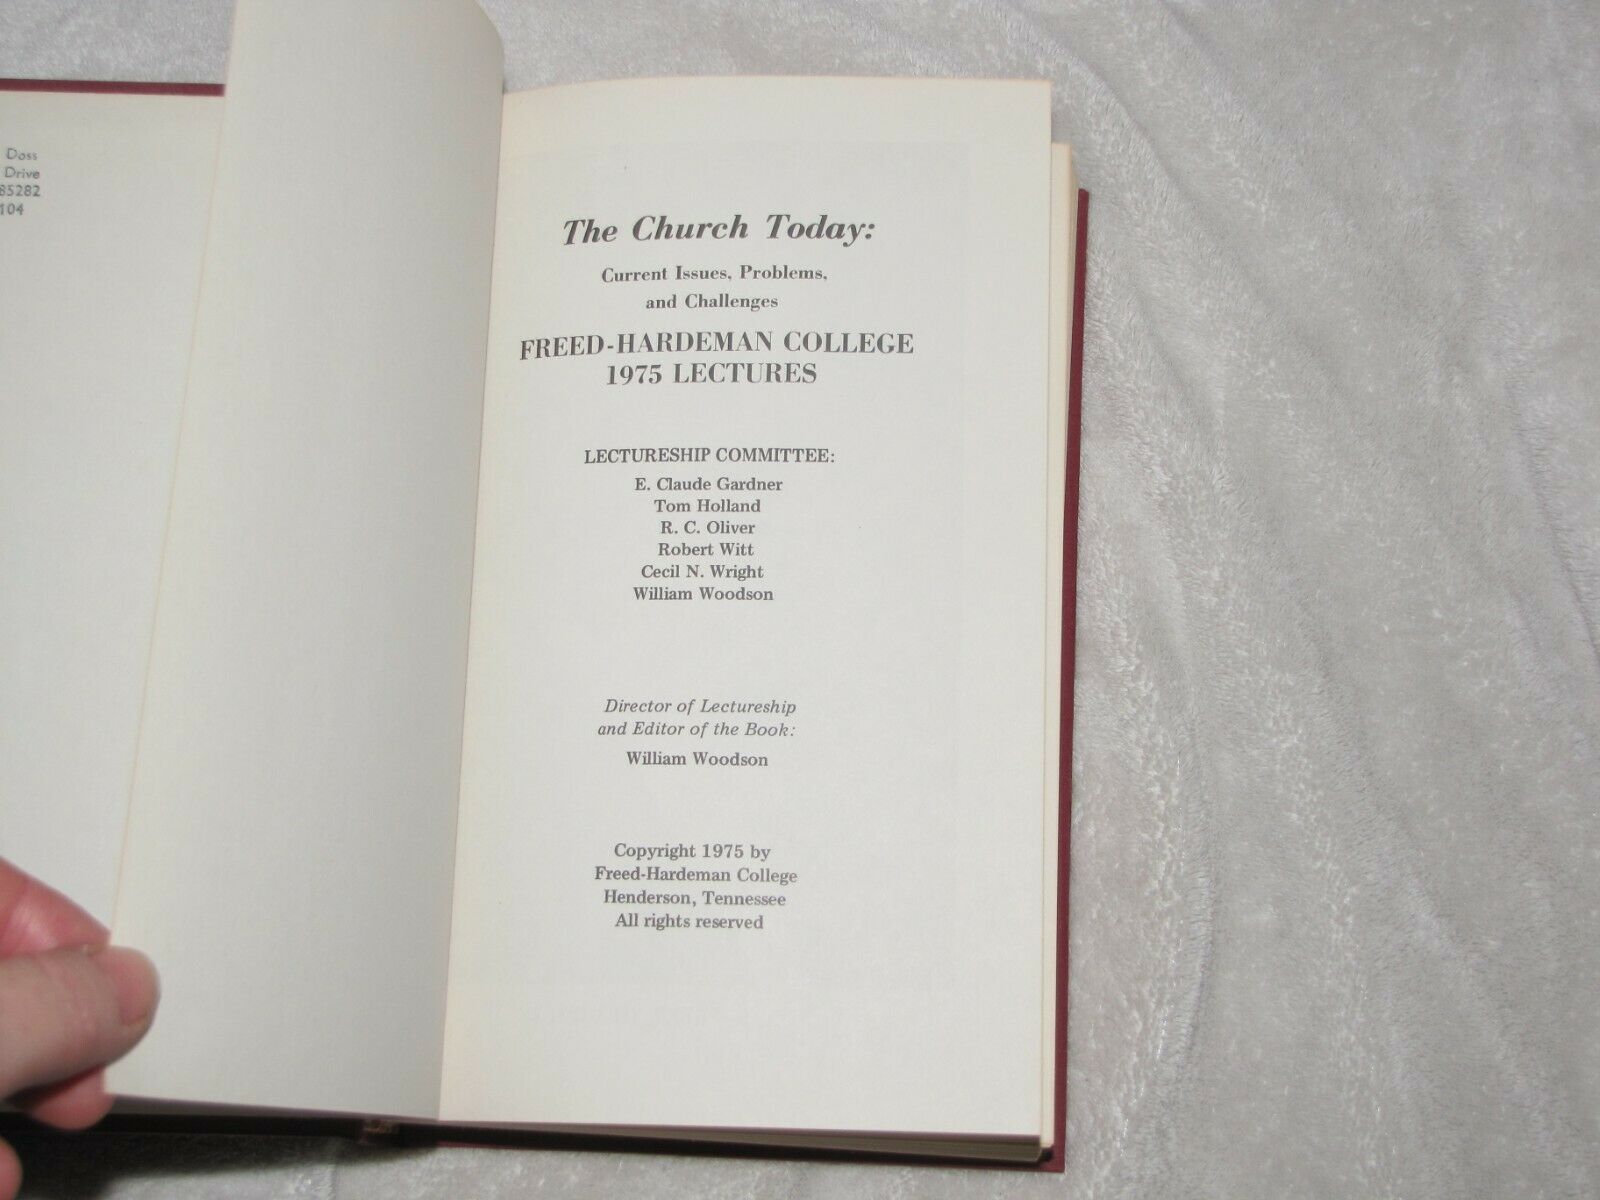 Doss
Drive
85282
104
The Church Today:
Current Issues, Problems,
and Challenges
FREED-HARDEMAN COLLEGE
1975 LECTURES
LECTURESHIP COMMITTEE:
E. Claude Gardner
Tom Holland
R. C. Oliver
Robert Witt
Cecil N. Wright
William Woodson
Director of Lectureship
and Editor of the Book:
William Woodson
Copyright 1975 by
Freed-Hardeman College
Henderson, Tennessee
All rights reserved